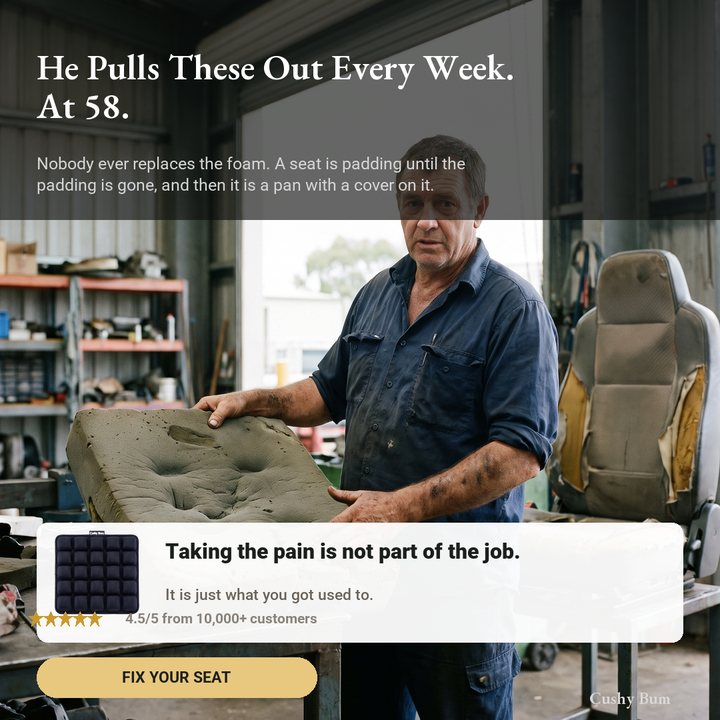 He Pulls These Out Every Week.
At 58.
Nobody ever replaces the foam. A seat is padding until the
padding is gone, and then it is a pan with a cover on it.
Taking the pain is not part of the job.
It is just what you got used to.
4.5/5 from 10,000+ customers
FIX YOUR SEAT
Cushy Bum